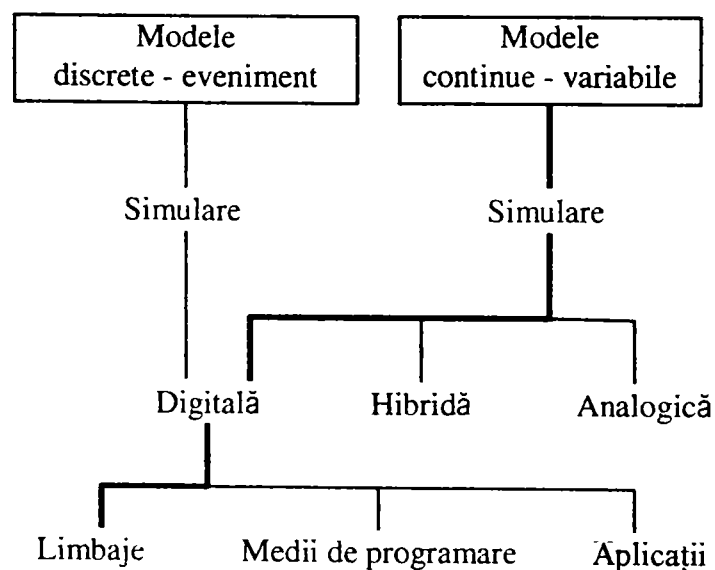 Modele
discrete - eveniment
Modele
continue - variabile
Simulare
Simulare
Digitală
Hibridă
Analogică
Limbaje
Medii de programare
Aplicații